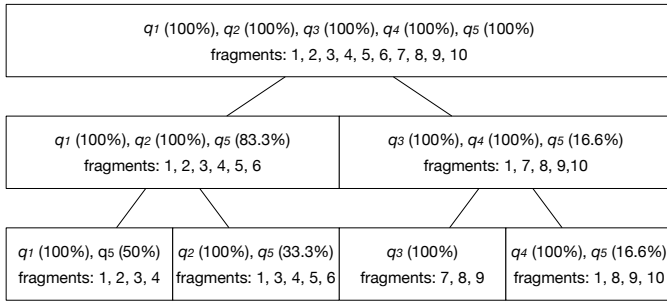 q1 (100%), q2 (100%), q3 (100%), q4 (100%), q5 (100%)
fragments: 1, 2, 3, 4, 5, 6, 7, 8, 9, 10
q1 (100%), q2 (100%), q5 (83.3%)
fragments: 1, 2, 3, 4, 5, 6
q3 (100%), q4 (100%), q5 (16.6%)
fragments: 1, 7, 8, 9,10
q1 (100%), q5 (50%)
fragments: 1, 2, 3, 4
q2 (100%), q5 (33.3%)
fragments: 1, 3, 4, 5, 6
q3 (100%)
fragments: 7, 8, 9
q4 (100%), q5 (16.6%)
fragments: 1, 8, 9, 10